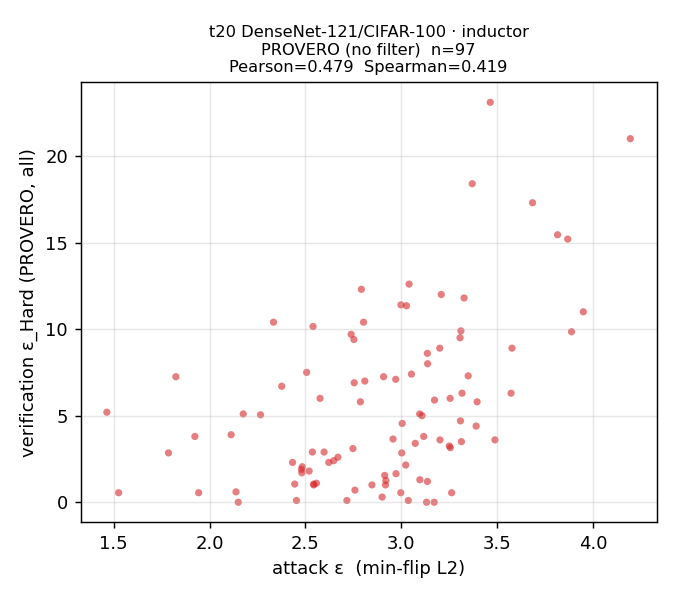 t20 DenseNet-121/CIFAR-100 · inductor
PROVERO (no filter)  n=97
Pearson=0.479  Spearman=0.419
verification ε_Hard (PROVERO, all)
20
15
10
5
0
1.5 2.0 2.5 3.0 3.5 4.0
attack ε  (min-flip L2)